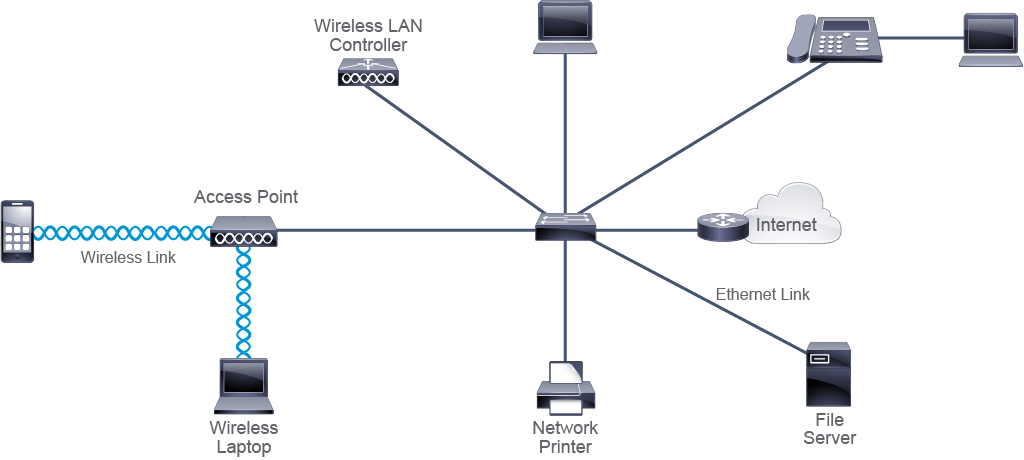 Wireless LAN
Controller
Access Point
Internet
Wireless Link
Ethernet Link
Wireless
Laptop
Network
Printer
File
Server